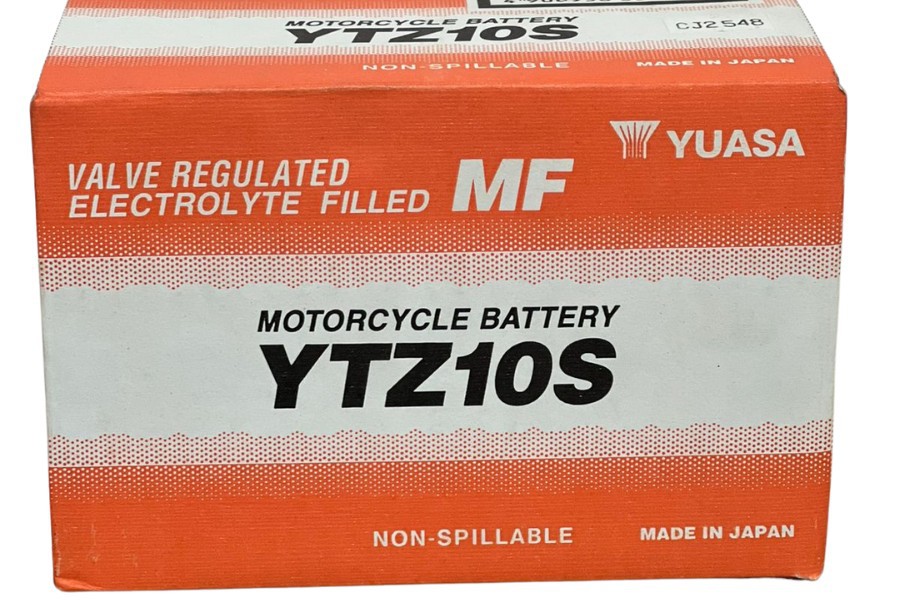 MOTORCYCLE BATTERY
YTZ10S
CJ2548
NON-SPILLABLE
MADE IN JAPAN
YUASA
VALVE REGULATED
ELECTROLYTE FILLED MF
MOTORCYCLE BATTERY
YTZ10S
NON-SPILLABLE
MADE IN JAPAN